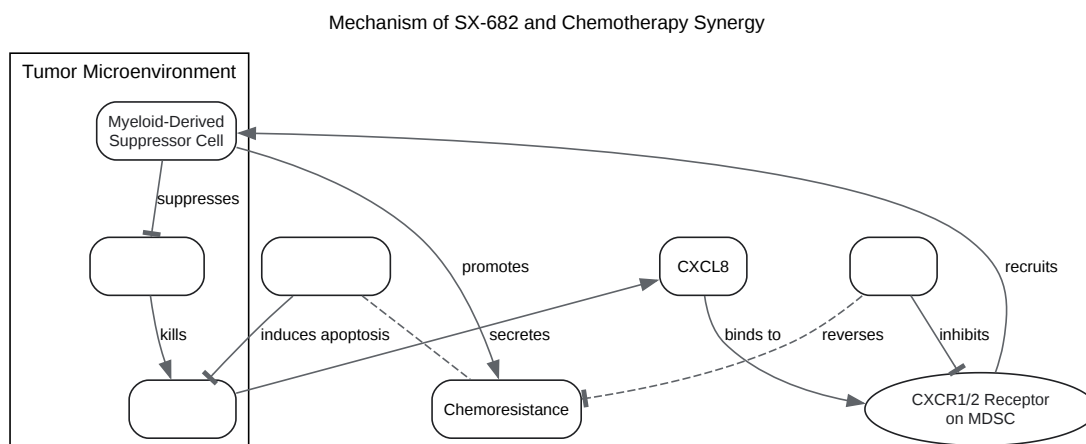 Mechanism of SX-682 and Chemotherapy Synergy
Tumor Microenvironment
Myeloid-Derived
Suppressor Cell
suppresses
CXCL8
promotes
recruits
kills
induces apoptosis
secretes
binds to
reverses
inhibits
Chemoresistance
CXCR1/2 Receptor
on MDSC